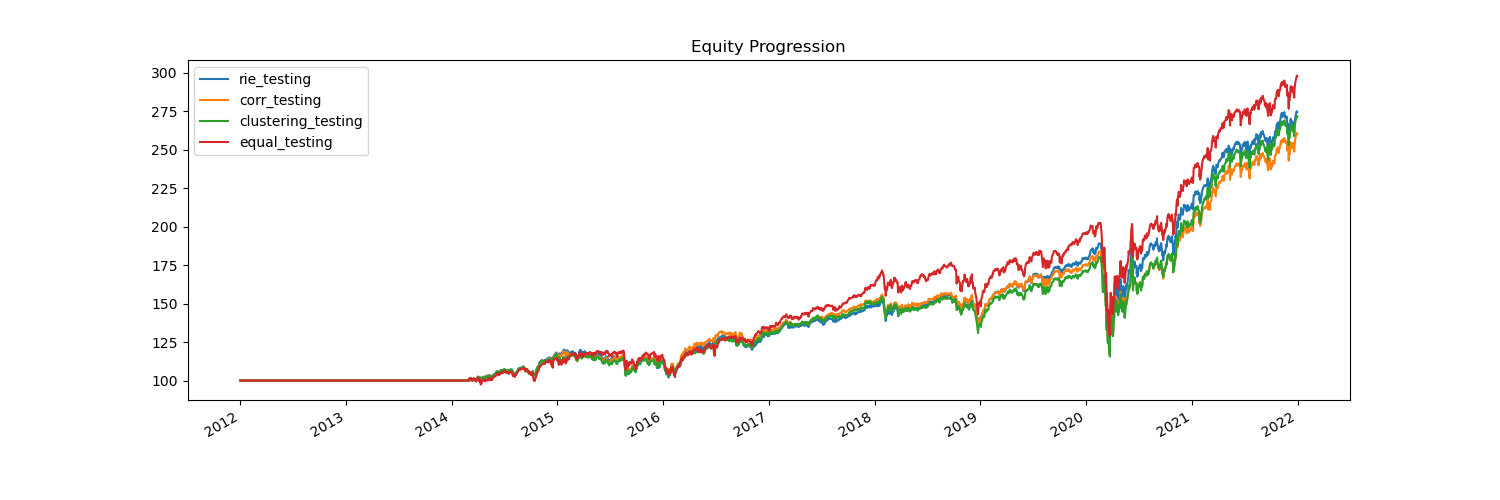 Equity Progression
rie_testing
corr_testing
clustering_testing
equal_testing
300
275
250
225
200
175
150
125
100
2012 2013 2014 2015 2016 2017 2018 2019 2020 2021 2022